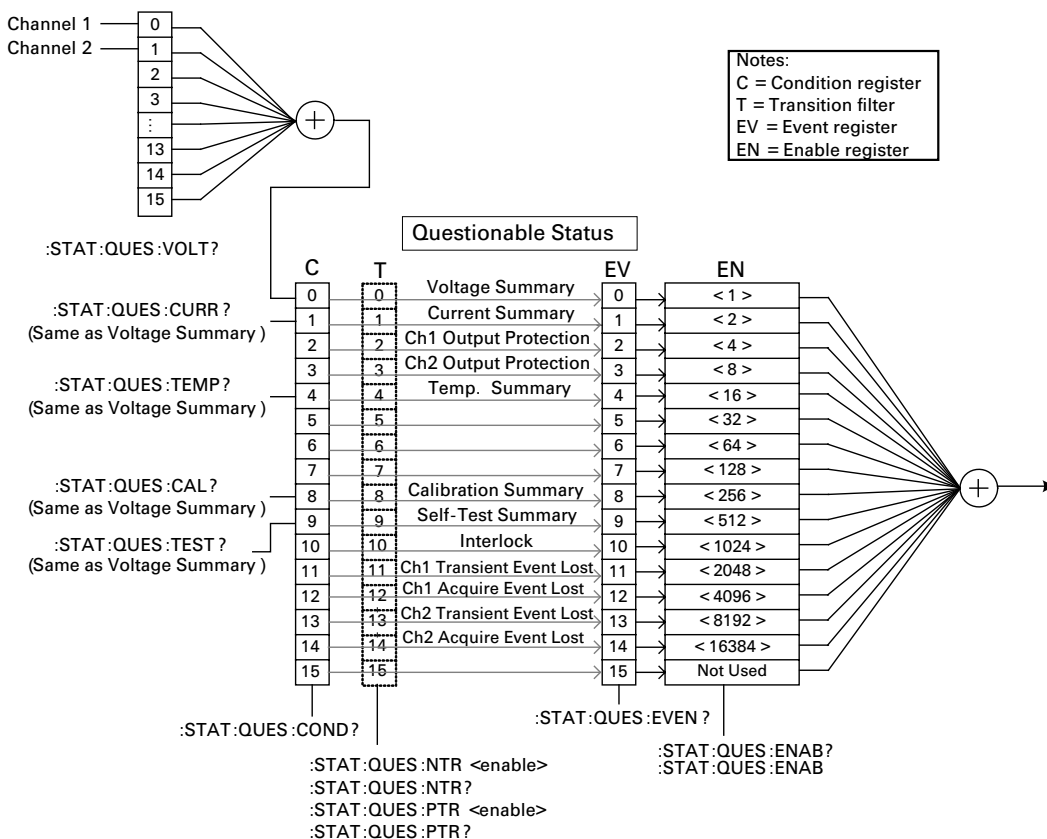 Channel 1
Channel 2
0
1
2
3
...
13
14
15
Notes:
C = Condition register
T = Transition filter
EV = Event register
EN = Enable register
:STAT:QUES:VOLT?
Questionable Status
C T EV EN
0 0 Voltage Summary 0 < 1 >
:STAT:QUES:CURR?
(Same as Voltage Summary )
1 1 Current Summary 1 < 2 >
2 2 Ch1 Output Protection 2 < 4 >
3 3 Ch2 Output Protection 3 < 8 >
:STAT:QUES:TEMP?
(Same as Voltage Summary )
4 4 Temp. Summary 4 < 16 >
5 5 5 < 32 >
6 6 6 < 64 >
7 7 7 < 128 >
:STAT:QUES:CAL?
(Same as Voltage Summary )
8 8 Calibration Summary 8 < 256 >
9 9 Self-Test Summary 9 < 512 >
:STAT:QUES:TEST?
(Same as Voltage Summary )
10 10 Interlock 10 < 1024 >
11 11 Ch1 Transient Event Lost 11 < 2048 >
12 12 Ch1 Acquire Event Lost 12 < 4096 >
13 13 Ch2 Transient Event Lost 13 < 8192 >
14 14 Ch2 Acquire Event Lost 14 < 16384 >
15 15 15 Not Used
:STAT:QUES:COND?
:STAT:QUES:EVEN?
:STAT:QUES:ENAB?
:STAT:QUES:ENAB
:STAT:QUES:NTR <enable>
:STAT:QUES:NTR?
:STAT:QUES:PTR <enable>
:STAT:QUES:PTR?